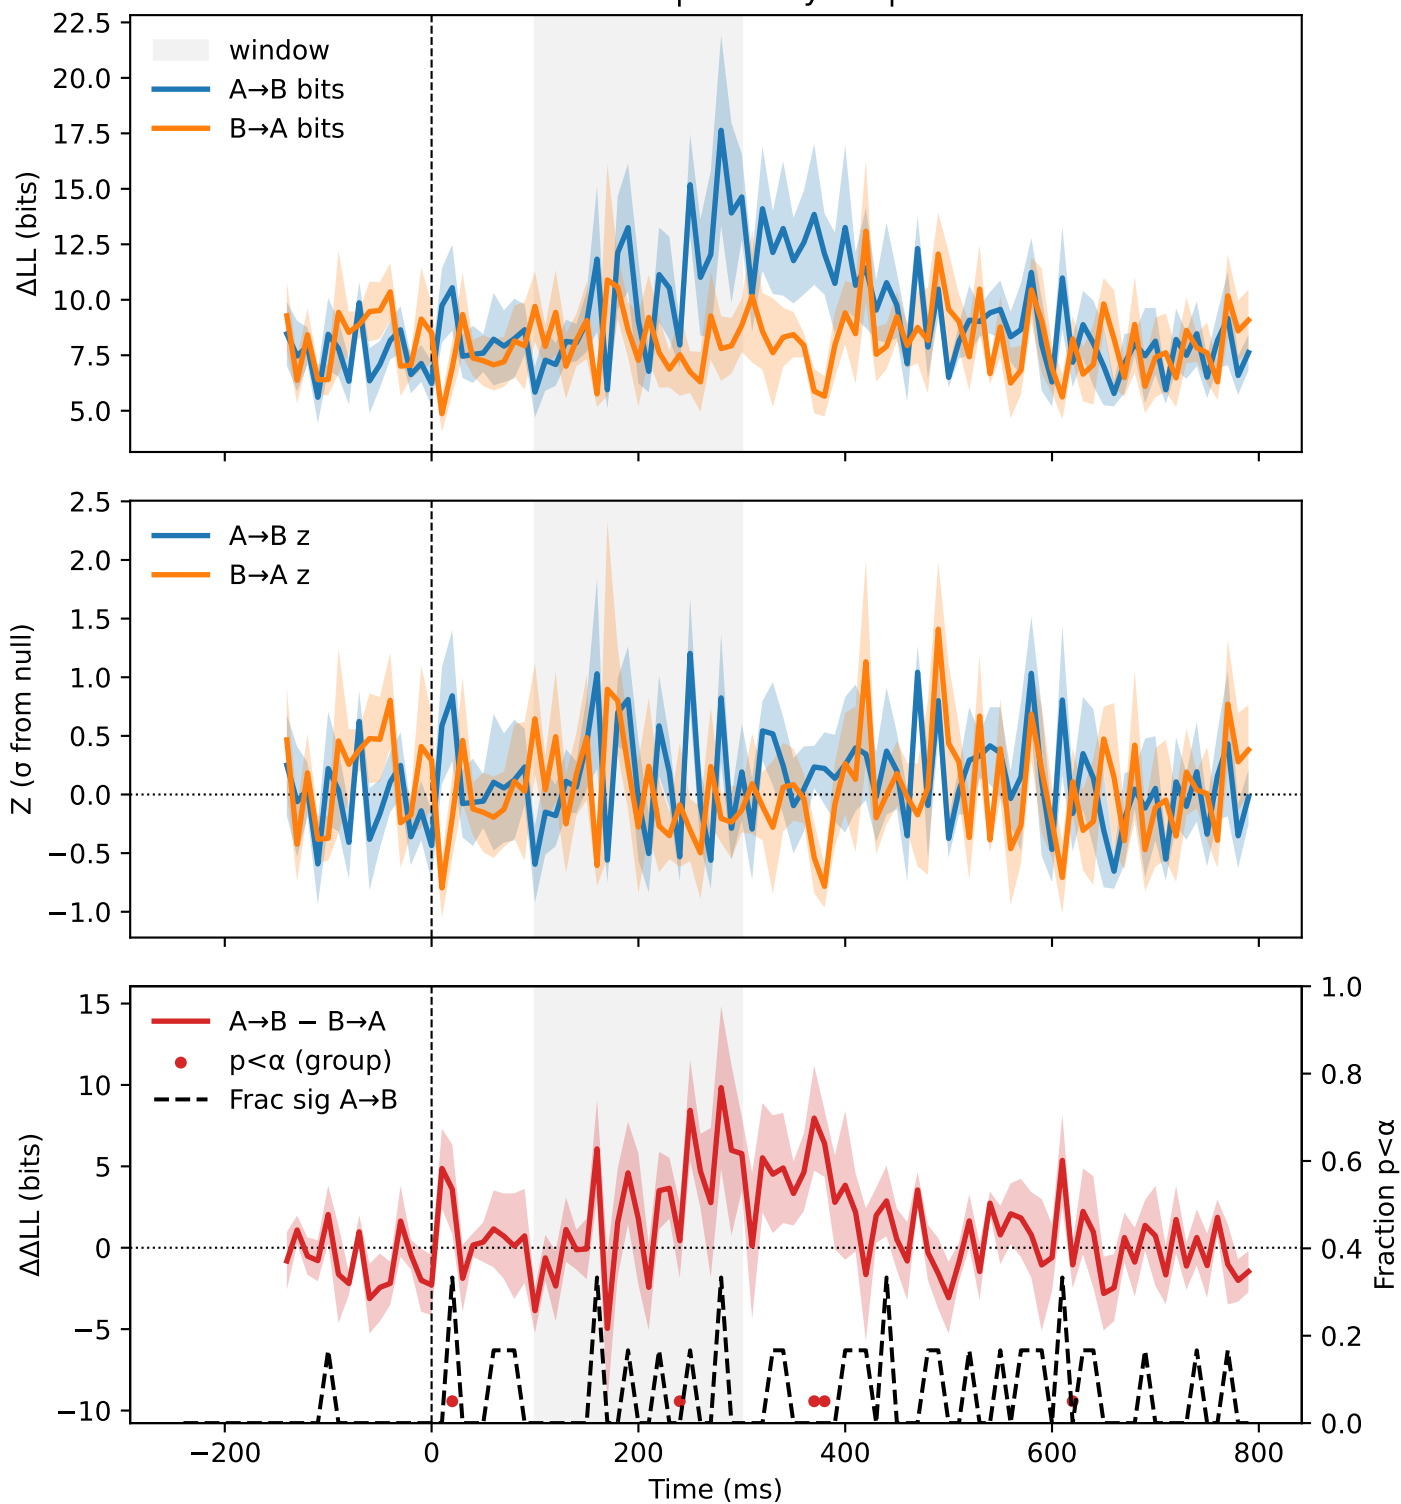 22.5
20.0
17.5
15.0
12.5
10.0
7.5
5.0
ΔLL (bits)
window
A→B bits
B→A bits
2.5
2.0
1.5
1.0
0.5
0.0
−0.5
−1.0
Z (σ from null)
A→B z
B→A z
15
10
5
0
−5
−10
ΔΔLL (bits)
A→B − B→A
p<α (group)
Frac sig A→B
1.0
0.8
0.6
0.4
0.2
0.0
Fraction p<α
−200 0 200 400 600 800
Time (ms)